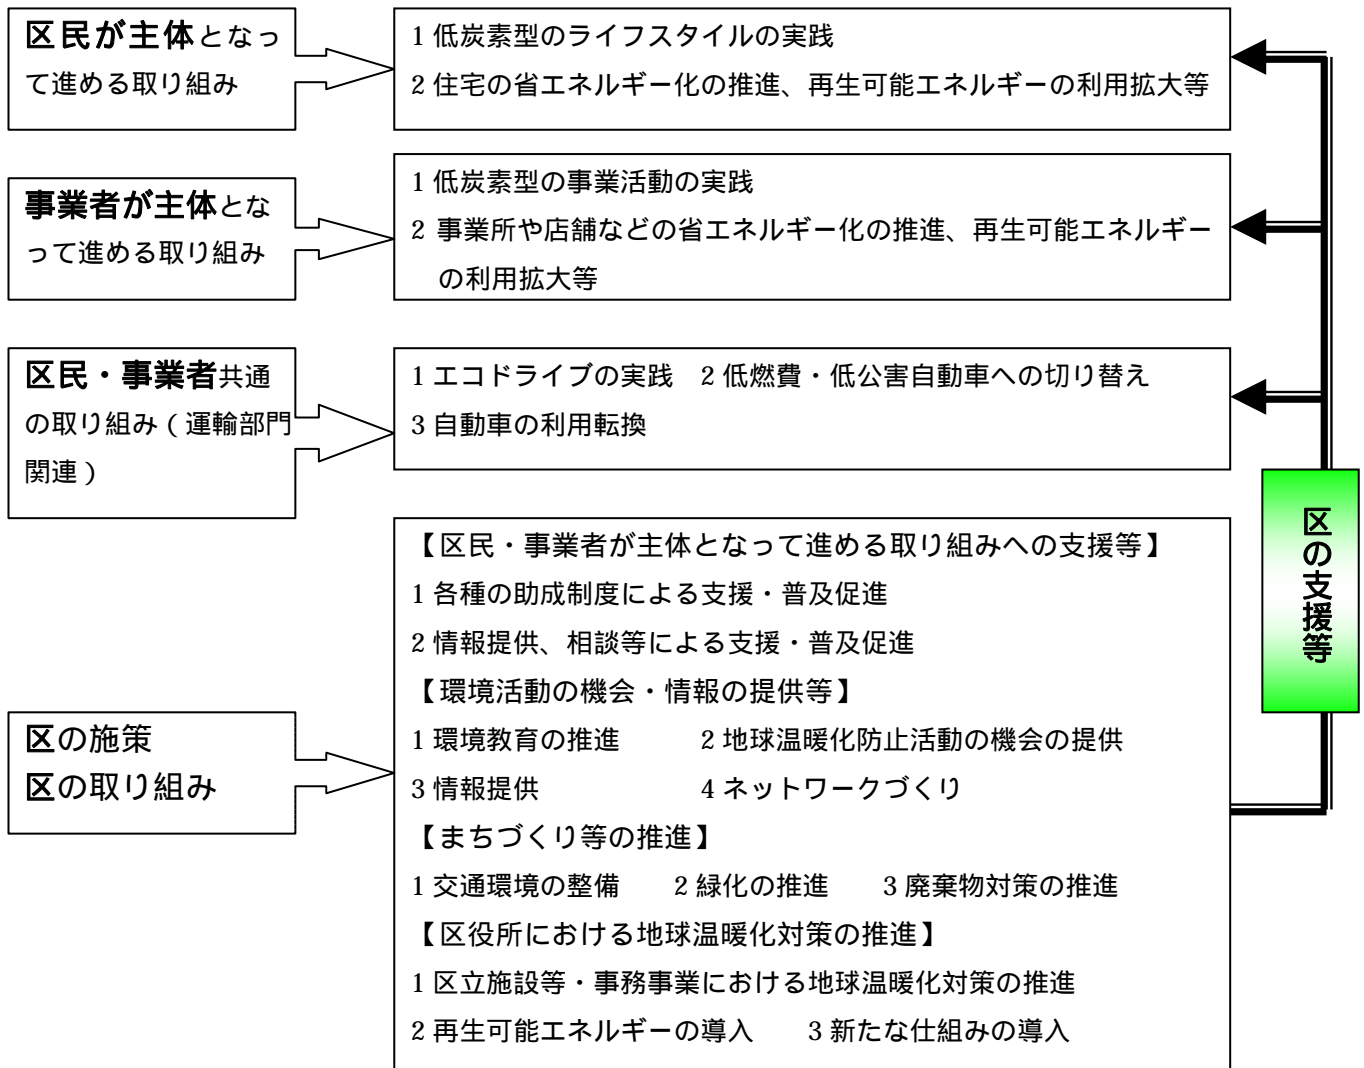 区民が主体となっ
て進める取り組み
1 低炭素型のライフスタイルの実践
2 住宅の省エネルギー化の推進、再生可能エネルギーの利用拡大等
事業者が主体とな
って進める取り組み
1 低炭素型の事業活動の実践
2 事業所や店舗などの省エネルギー化の推進、再生可能エネルギー
の利用拡大等
区民・事業者共通
の取り組み（運輸部門
関連）
1 エコドライブの実践　2 低燃費・低公害自動車への切り替え
3 自動車の利用転換
区の支援等
区の施策
区の取り組み
【区民・事業者が主体となって進める取り組みへの支援等】
1 各種の助成制度による支援・普及促進
2 情報提供、相談等による支援・普及促進
【環境活動の機会・情報の提供等】
1 環境教育の推進　2 地球温暖化防止活動の機会の提供
3 情報提供　4 ネットワークづくり
【まちづくり等の推進】
1 交通環境の整備　2 緑化の推進　3 廃棄物対策の推進
【区役所における地球温暖化対策の推進】
1 区立施設等・事務事業における地球温暖化対策の推進
2 再生可能エネルギーの導入　3 新たな仕組みの導入